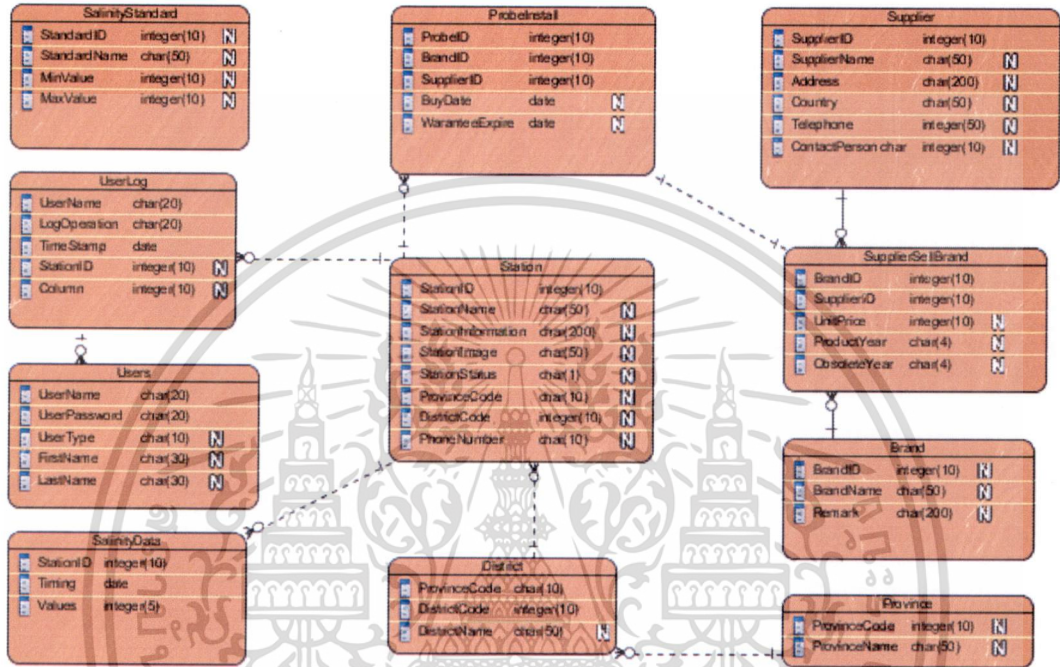 SalinityStandard
StandardID integer(10) N
StandardName char(50) N
MinValue integer(10) N
MaxValue integer(10) N
ProbeInstall
ProbeID integer(10)
BrandID integer(10)
SupplierID integer(10)
BuyDate date N
WaranteeExpire date N
Supplier
SupplierID integer(10)
SupplierName char(50) N
Address char(200) N
Country char(50) N
Telephone integer(50) N
ContactPerson char integer(10) N
UserLog
UserName char(20)
LogOperation char(20)
TimeStamp date
StationID integer(10) N
Column integer(10) N
Station
StationID integer(10)
StationName char(50) N
StationInformation char(200) N
StationImage char(50) N
StationStatus char(1) N
ProvinceCode char(10) N
DistrictCode integer(10) N
PhoneNumber char(10) N
SupplierSellBrand
BrandID integer(10)
SupplierID integer(10)
UnitPrice integer(10) N
ProductYear char(4) N
ObsoleteYear char(4) N
Users
UserName char(20)
UserPassword char(20)
UserType char(10) N
FirstName char(30) N
LastName char(30) N
Brand
BrandID integer(10) N
BrandName char(50) N
Remark char(200) N
SalinityData
StationID integer(10)
Timing date
Values integer(5)
District
ProvinceCode char(10)
DistrictCode integer(10)
DistrictName char(50) N
Province
ProvinceCode integer(10) N
ProvinceName char(50) N